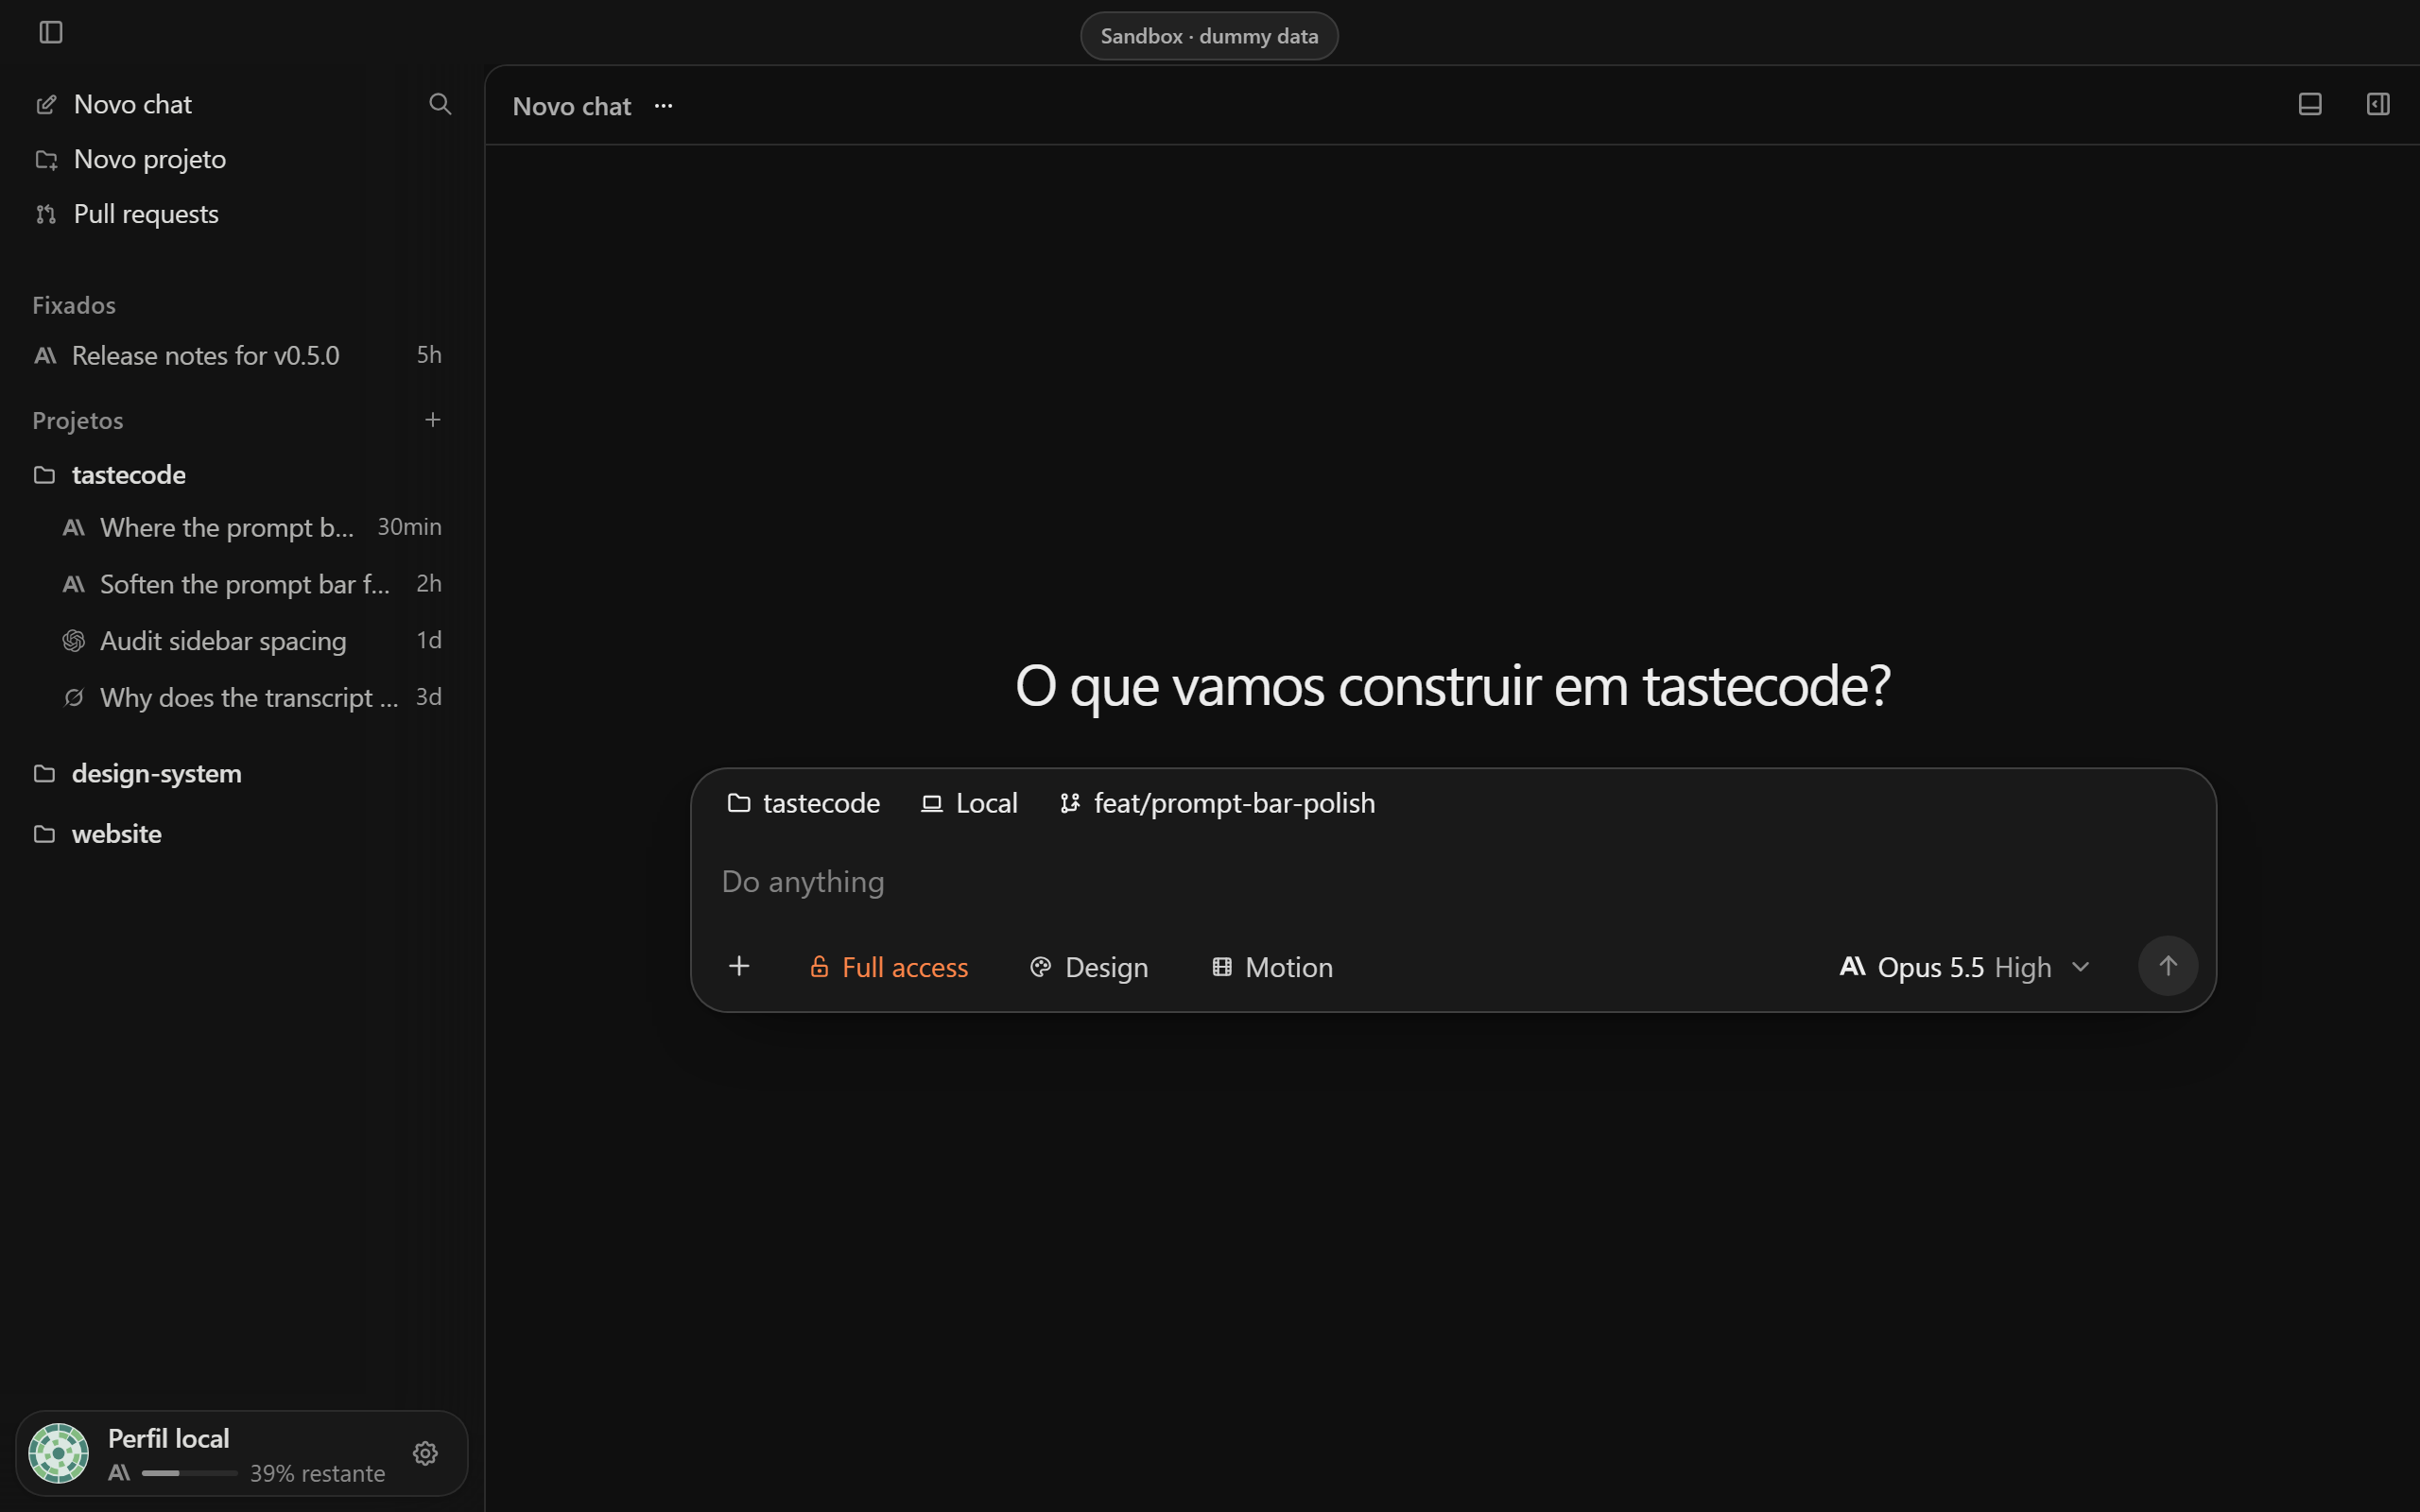 Sandbox · dummy data
Novo chat
Novo projeto
Pull requests
Fixados
Release notes for v0.5.0 5h
Projetos
tastecode
Where the prompt b... 30min
Soften the prompt bar f... 2h
Audit sidebar spacing 1d
Why does the transcript ... 3d
design-system
website
Perfil local
39% restante
Novo chat ...
O que vamos construir em tastecode?
tastecode Local feat/prompt-bar-polish
Do anything
Full access Design Motion Opus 5.5 High